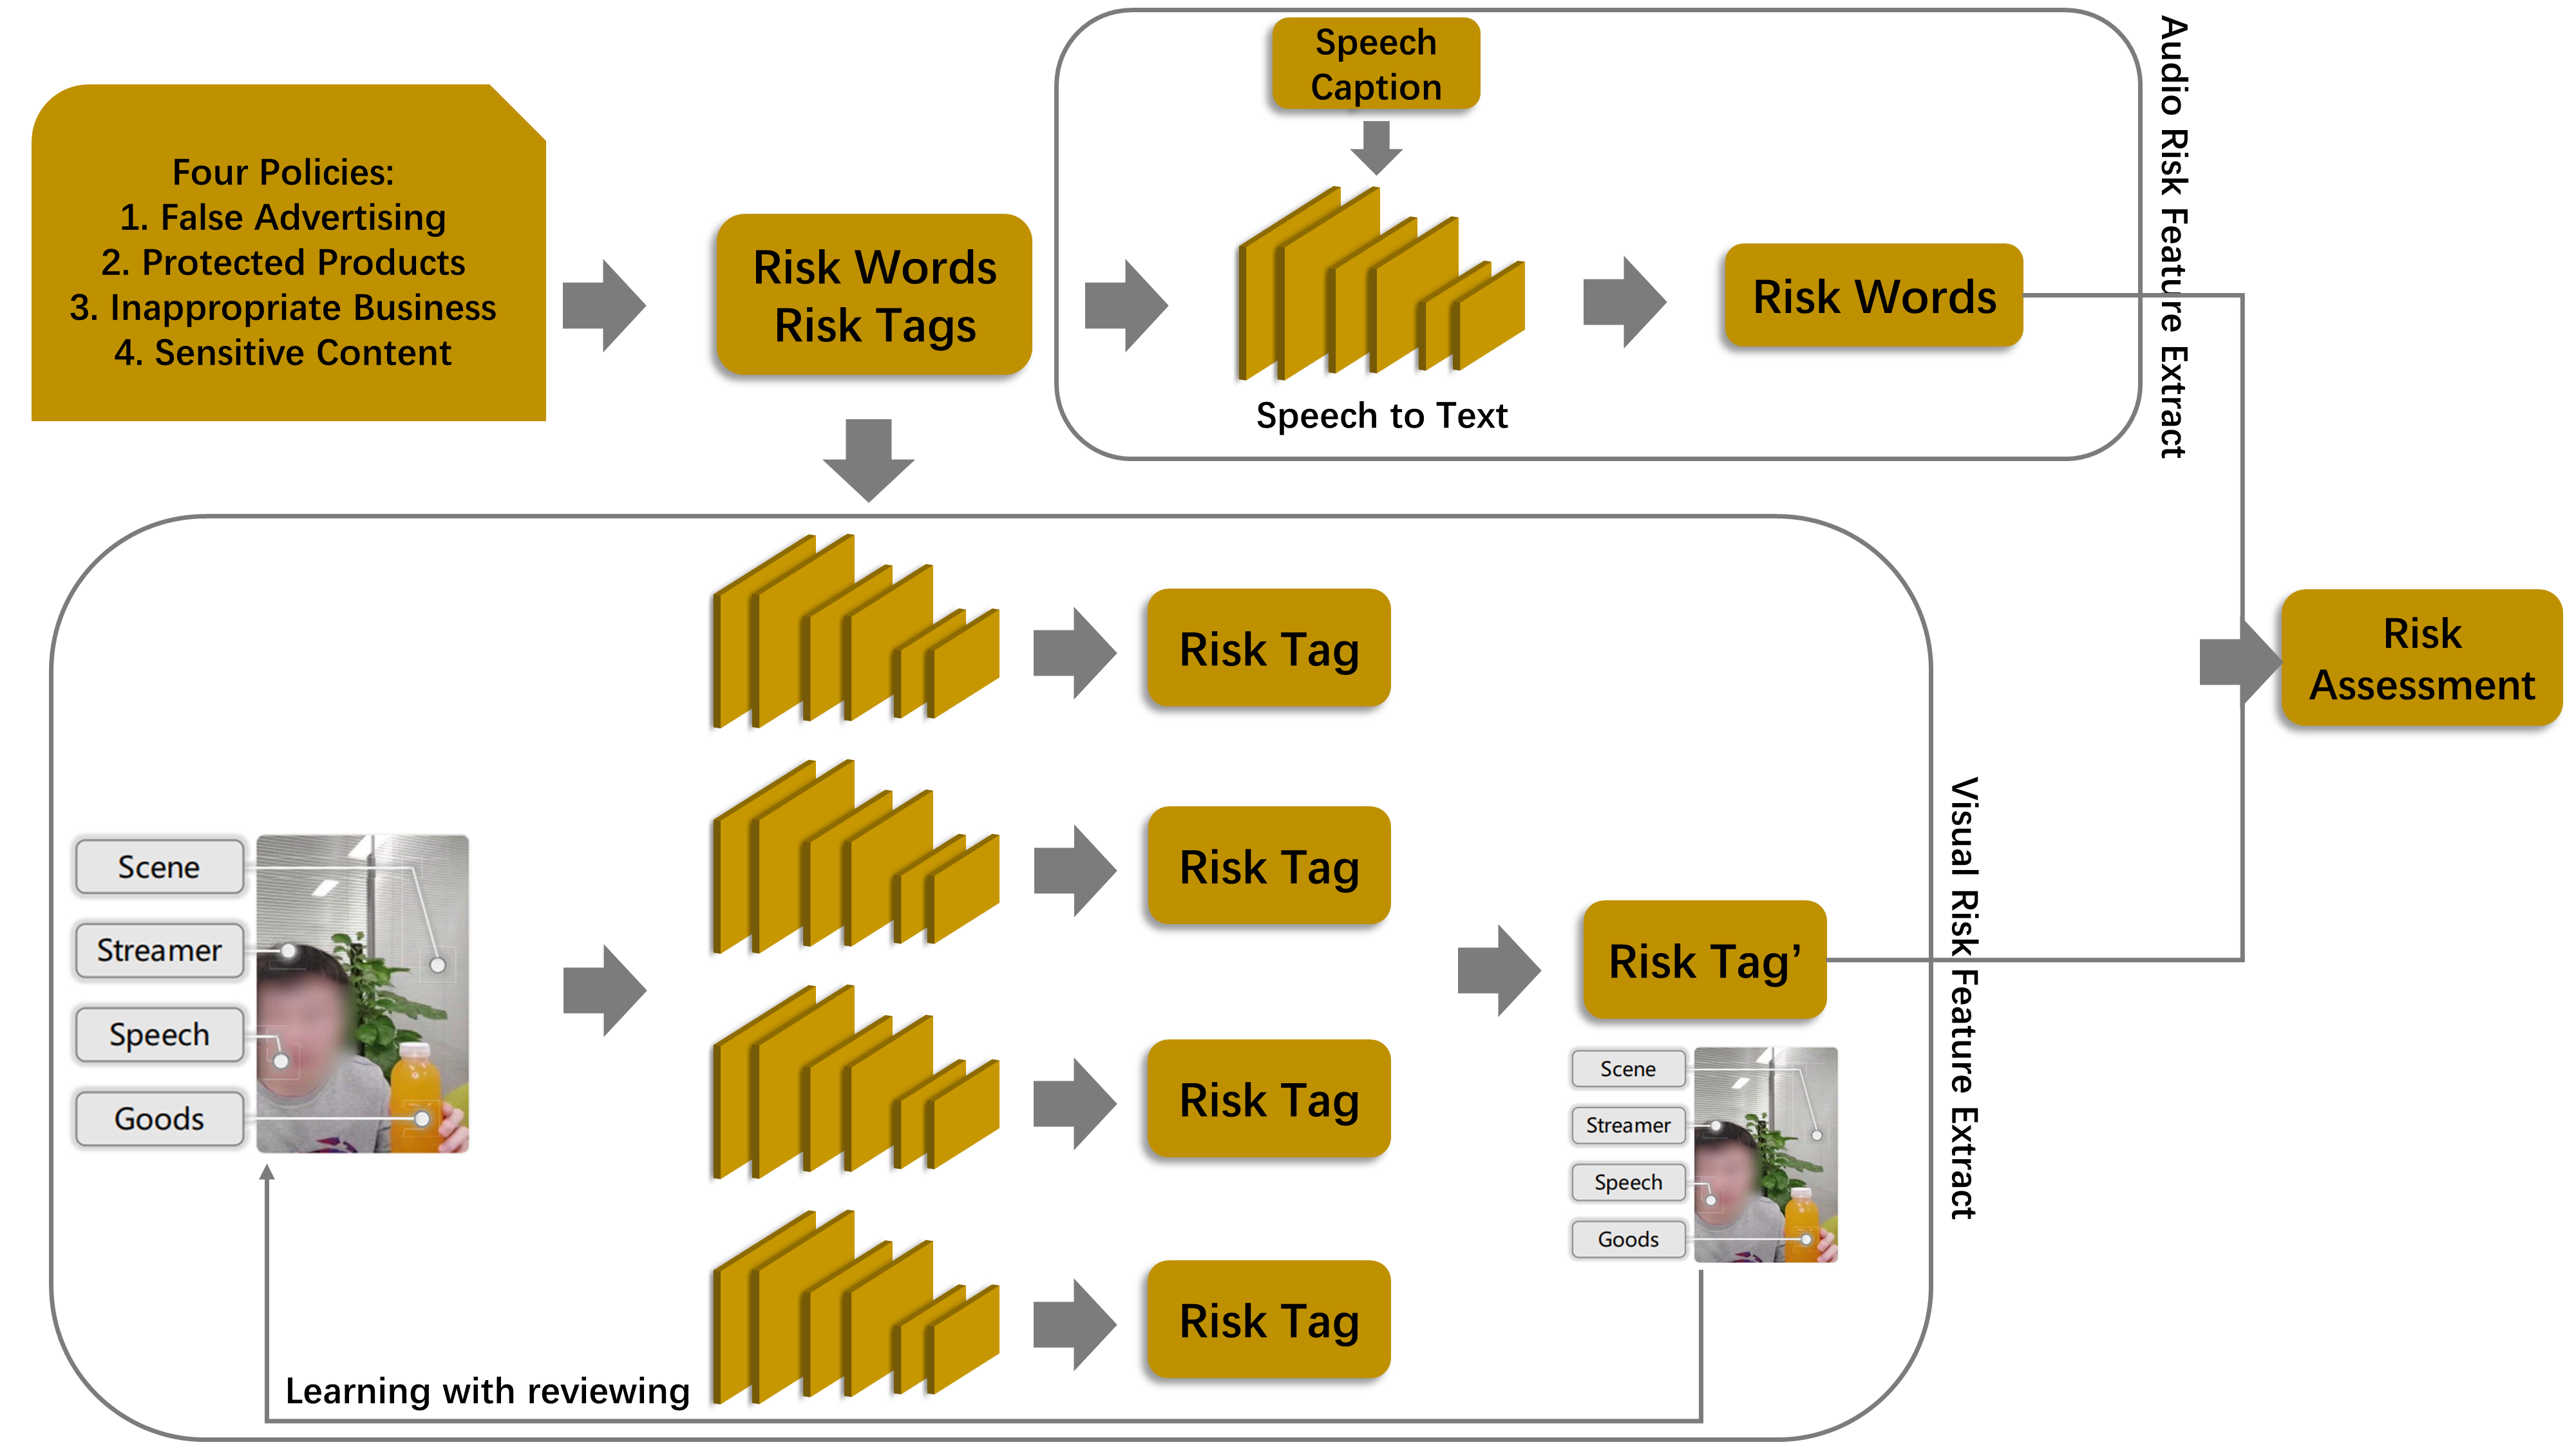 Four Policies:
1. False Advertising
2. Protected Products
3. Inappropriate Business
4. Sensitive Content
Risk Words
Risk Tags
Speech
Caption
Speech to Text
Risk Words
Audio Risk Feature Extract
Scene
Streamer
Speech
Goods
Risk Tag
Risk Tag
Risk Tag
Risk Tag
Risk Tag’
Scene
Streamer
Speech
Goods
Learning with reviewing
Visual Risk Feature Extract
Risk
Assessment